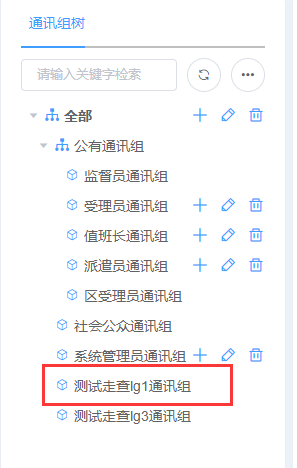 通讯组树
请输入关键字检索
全部
公有通讯组
监督员通讯组
受理员通讯组
值班长通讯组
派遣员通讯组
区受理员通讯组
社会公众通讯组
系统管理员通讯组
测试走查lg1通讯组
测试走查lg3通讯组